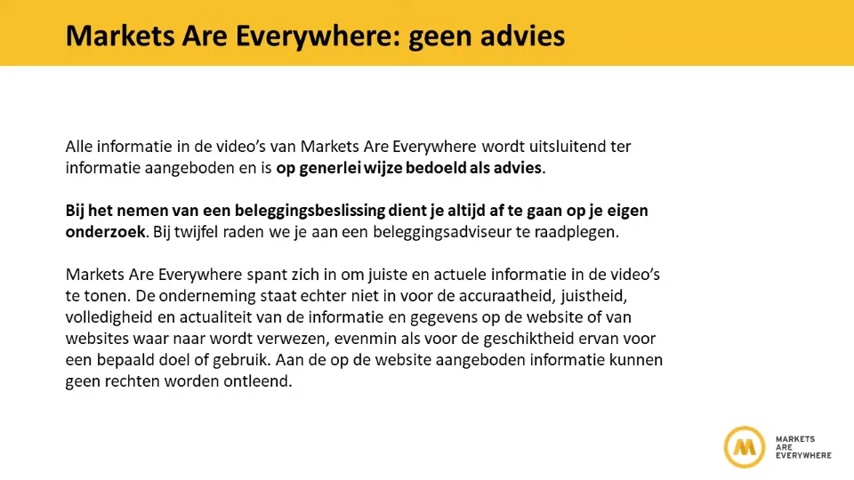 Markets Are Everywhere: geen advies
Alle informatie in de video's van Markets Are Everywhere wordt uitsluitend ter
informatie aangeboden en is op generlei wijze bedoeld als advies.
Bij het nemen van een beleggingsbeslissing dient je altijd af te gaan op je eigen
onderzoek. Bij twijfel raden we je aan een beleggingsadviseur te raadplegen.
Markets Are Everywhere spant zich in om juiste en actuele informatie in de video's
te tonen. De onderneming staat echter niet in voor de accuraatheid, juistheid,
volledigheid en actualiteit van de informatie en gegevens op de website of van
websites waar naar wordt verwezen, evenmin als voor de geschiktheid ervan voor
een bepaald doel of gebruik. Aan de op de website aangeboden informatie kunnen
geen rechten worden ontleend.
M
MARKETS
ARE
EVERYWHERE